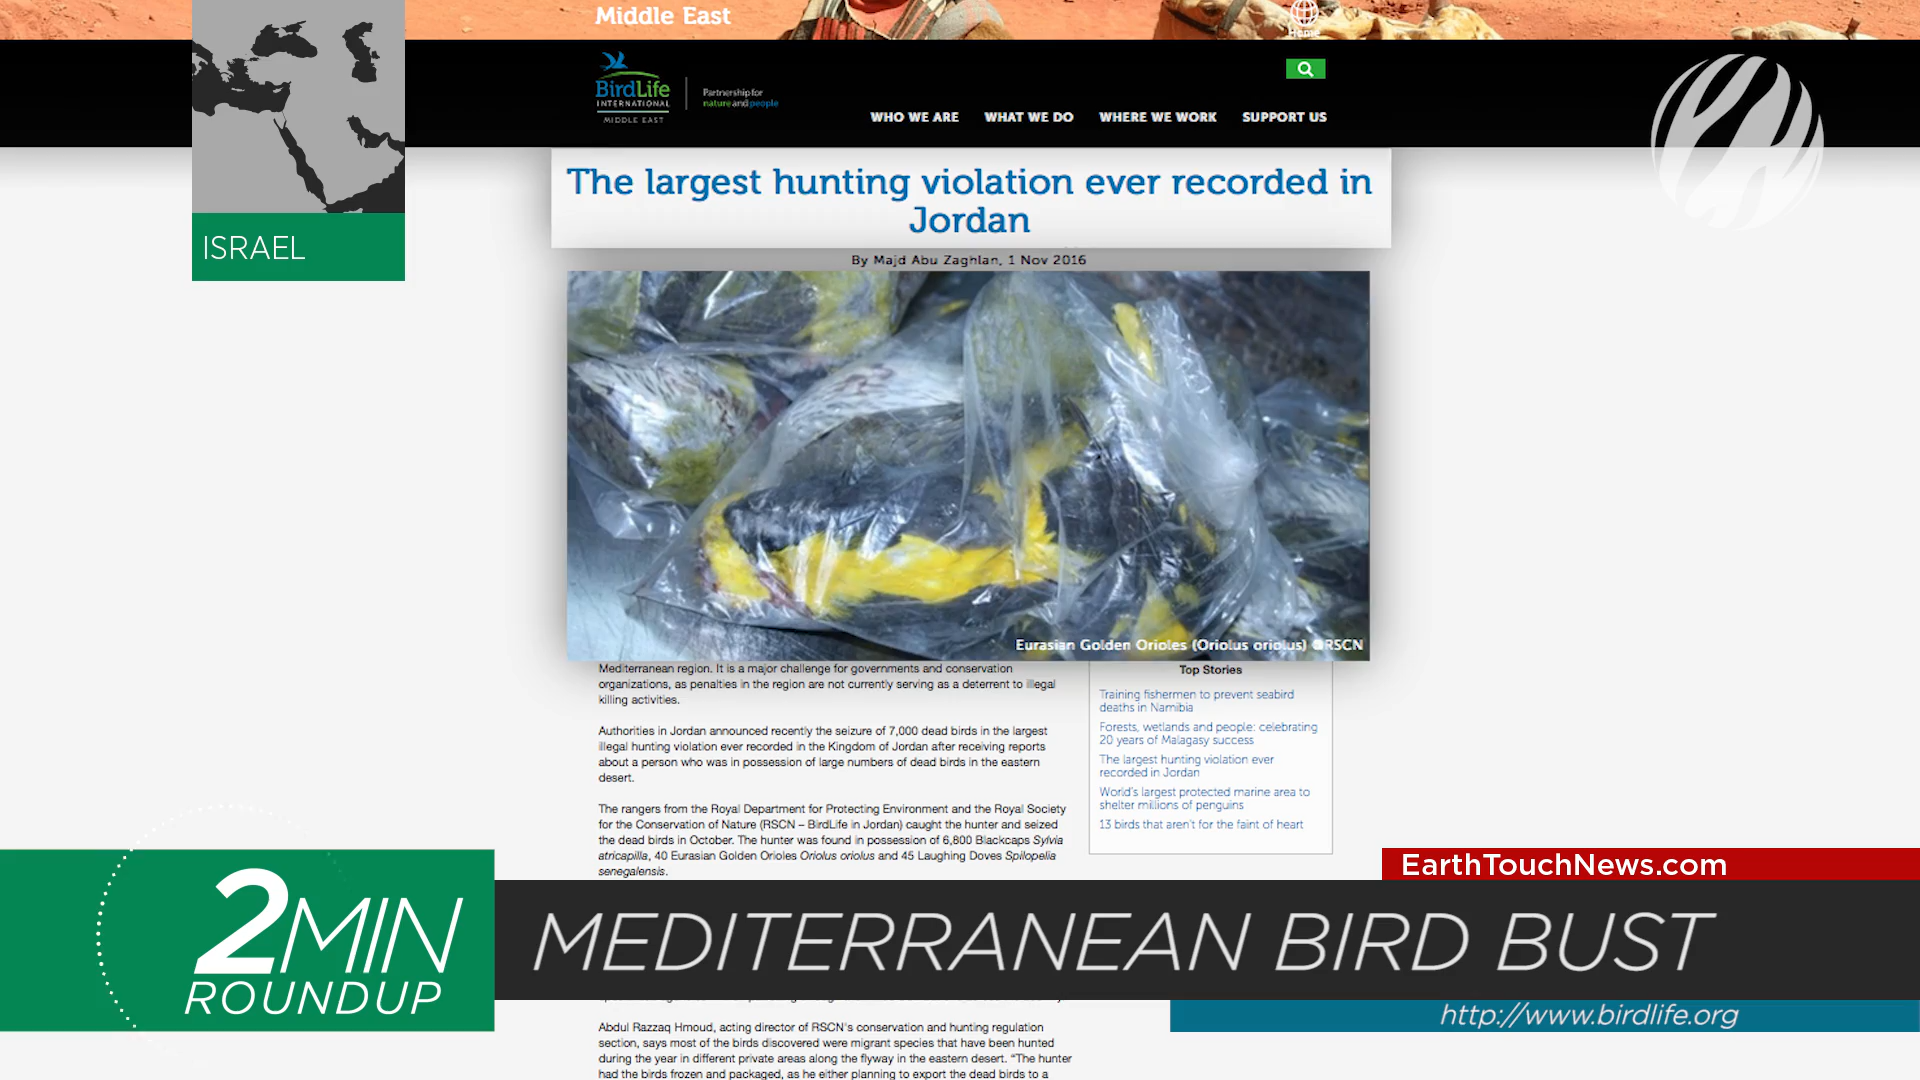 Middle East
Home
BirdLife
INTERNATIONAL
MIDDLE EAST
Partnership for
nature and people
WHO WE ARE
WHAT WE DO
WHERE WE WORK
SUPPORT US
ISRAEL
The largest hunting violation ever recorded in
Jordan
By Majd Abu Zaghlan, 1 Nov 2016
Eurasian Golden Orioles (Oriolus oriolus) ©RSCN
Mediterranean region. It is a major challenge for governments and conservation
organizations, as penalties in the region are not currently serving as a deterrent to illegal
killing activities.
Authorities in Jordan announced recently the seizure of 7,000 dead birds in the largest
illegal hunting violation ever recorded in the Kingdom of Jordan after receiving reports
about a person who was in possession of large numbers of dead birds in the eastern
desert.
The rangers from the Royal Department for Protecting Environment and the Royal Society
for the Conservation of Nature (RSCN – BirdLife in Jordan) caught the hunter and seized
the dead birds in October. The hunter was found in possession of 6,800 Blackcaps Sylvia
atricapilla, 40 Eurasian Golden Orioles Oriolus oriolus and 45 Laughing Doves Spilopelia
senegalensis.
Top Stories
Training fishermen to prevent seabird
deaths in Namibia
Forests, wetlands and people: celebrating
20 years of Malagasy success
The largest hunting violation ever
recorded in Jordan
World's largest protected marine area to
shelter millions of penguins
13 birds that aren't for the faint of heart
EarthTouchNews.com
2MIN
ROUNDUP
MEDITERRANEAN BIRD BUST
http://www.birdlife.org
Abdul Razzaq Hmoud, acting director of RSCN's conservation and hunting regulation
section, says most of the birds discovered were migrant species that have been hunted
during the year in different private areas along the flyway in the eastern desert. "The hunter
had the birds frozen and packaged, as he either planning to export the dead birds to a